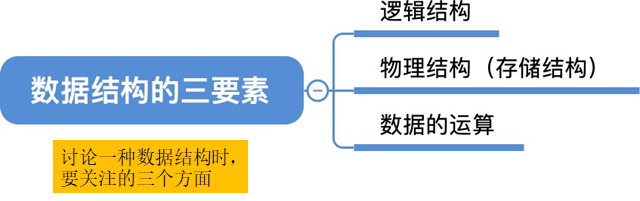 逻辑结构
数据结构的三要素
物理结构（存储结构）
数据的运算
讨论一种数据结构时，
要关注的三个方面